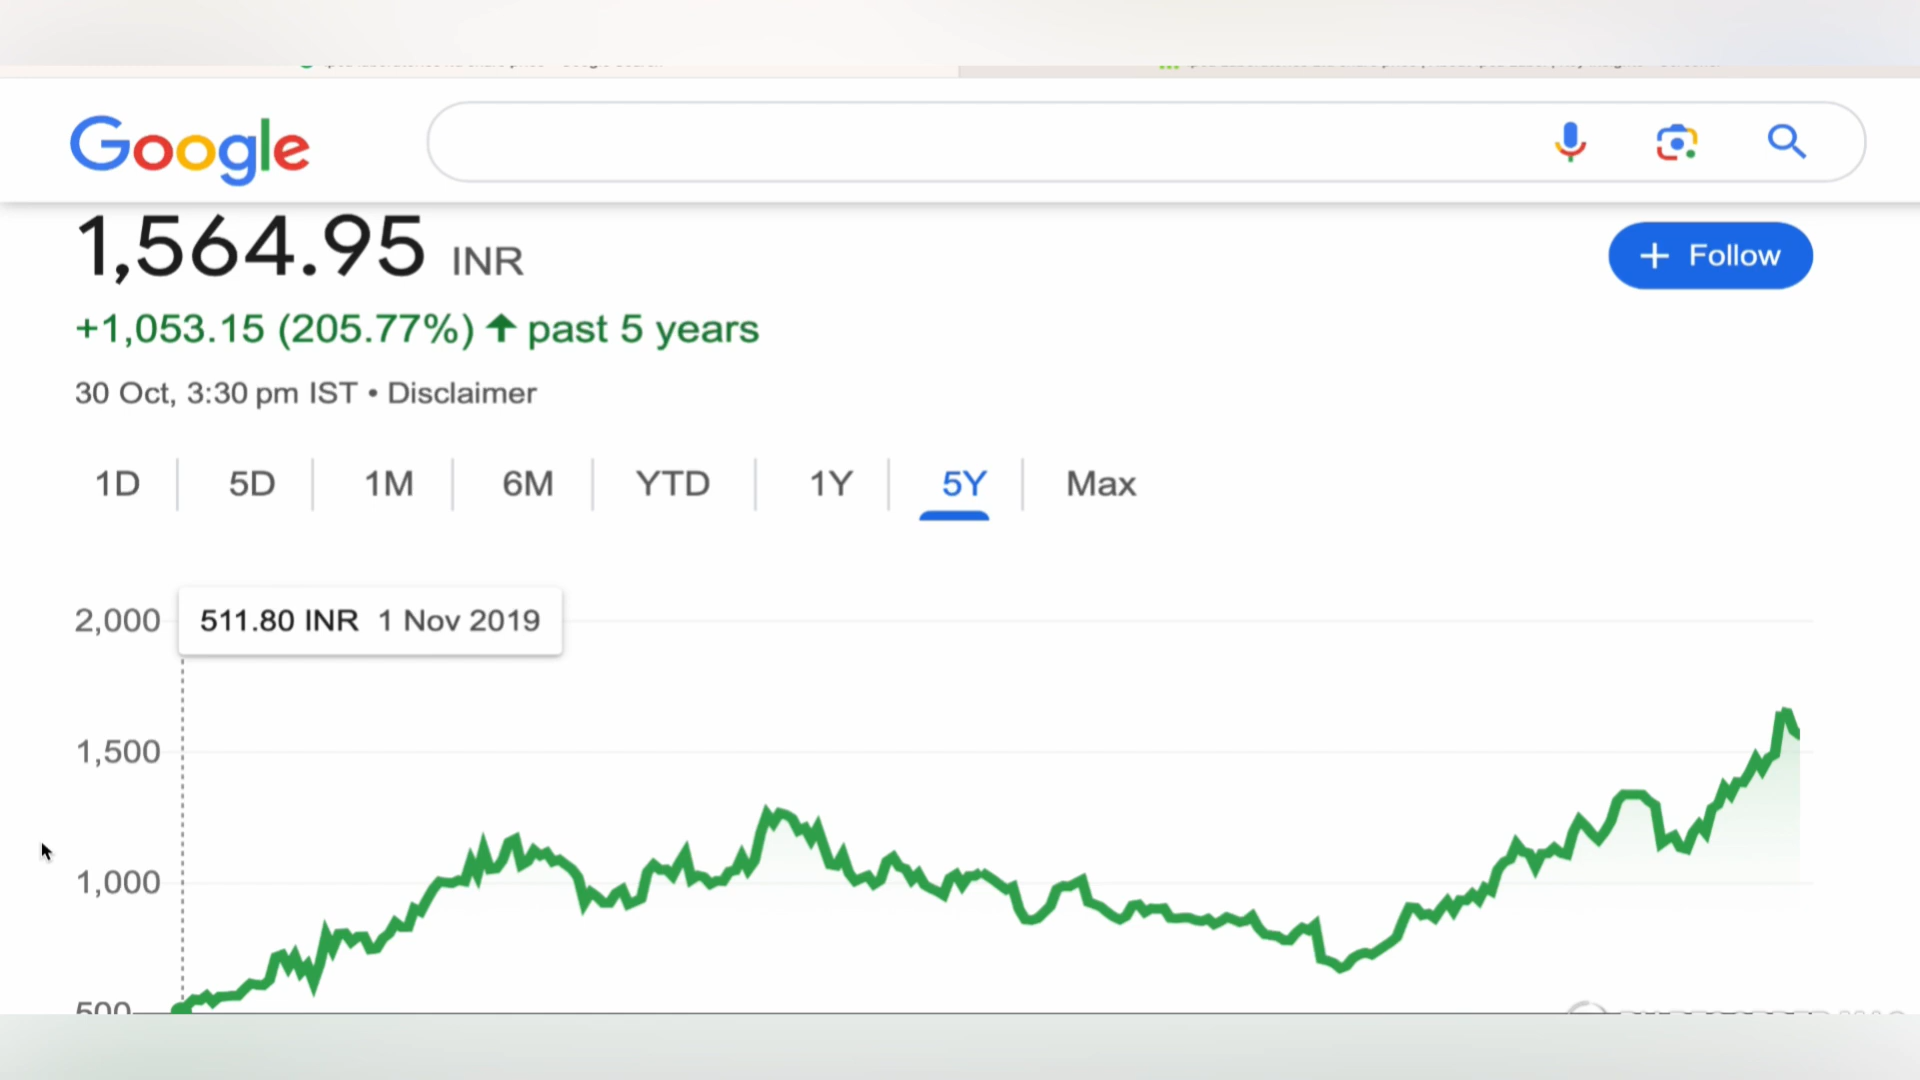 Google
1,564.95 INR
+ Follow
+1,053.15 (205.77%) past 5 years
30 Oct, 3:30 pm IST • Disclaimer
1D 5D 1M 6M YTD 1Y 5Y Max
2,000
511.80 INR 1 Nov 2019
1,500
1,000
500